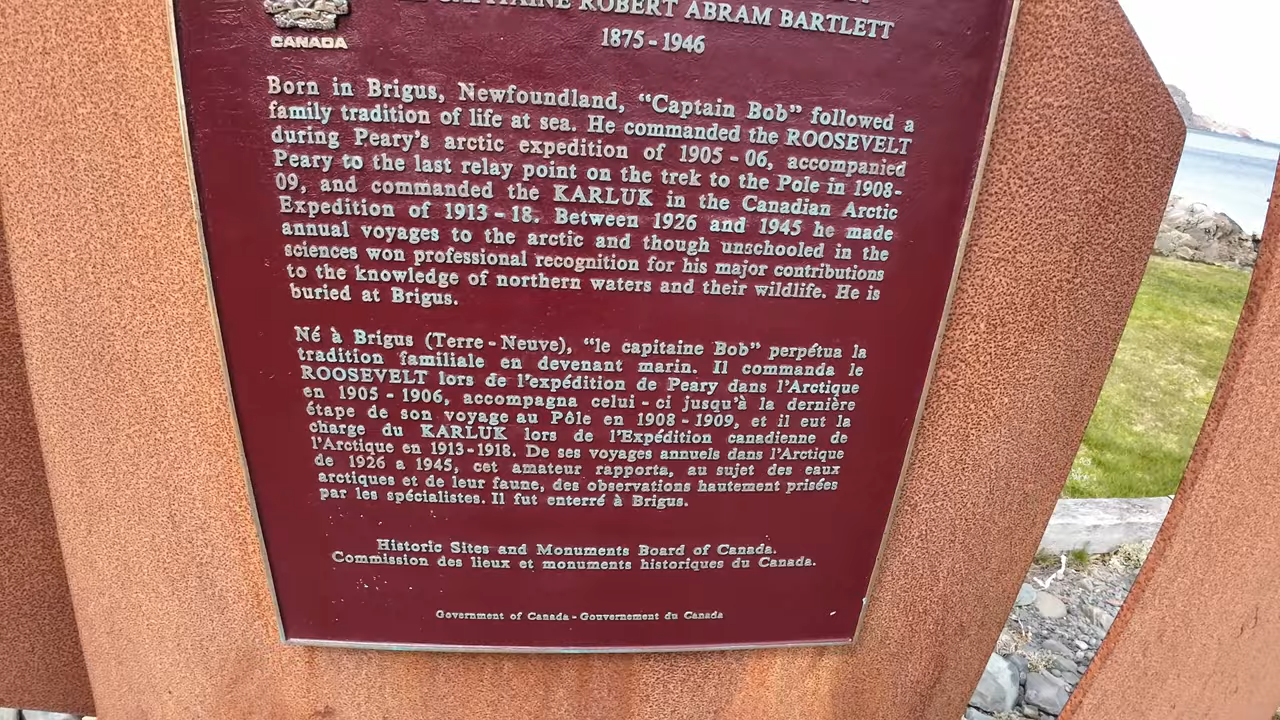 CANADA
CAPITAINE ROBERT ABRAM BARTLETT
1875 - 1946
Born in Brigus, Newfoundland, “Captain Bob” followed a
family tradition of life at sea. He commanded the ROOSEVELT
during Peary's arctic expedition of 1905 - 06, accompanied
Peary to the last relay point on the trek to the Pole in 1908-
09, and commanded the KARLUK in the Canadian Arctic
Expedition of 1913 - 18. Between 1926 and 1945 he made
annual voyages to the arctic and though unschooled in the
sciences won professional recognition for his major contributions
to the knowledge of northern waters and their wildlife. He is
buried at Brigus.
Né à Brigus (Terre - Neuve), “le capitaine Bob” perpétua la
tradition familiale en devenant marin. Il commanda le
ROOSEVELT lors de l'expédition de Peary dans l'Arctique
en 1905 - 1906, accompagna celui - ci jusqu'à la dernière
étape de son voyage au Pôle en 1908 - 1909, et il eut la
charge du KARLUK lors de l'Expédition canadienne de
l'Arctique en 1913-1918. De ses voyages annuels dans l'Arctique
de 1926 a 1945, cet amateur rapporta, au sujet des eaux
arctiques et de leur faune, des observations hautement prisées
par les spécialistes. Il fut enterré à Brigus.
Historic Sites and Monuments Board of Canada.
Commission des lieux et monuments historiques du Canada.
Government of Canada - Gouvernement du Canada